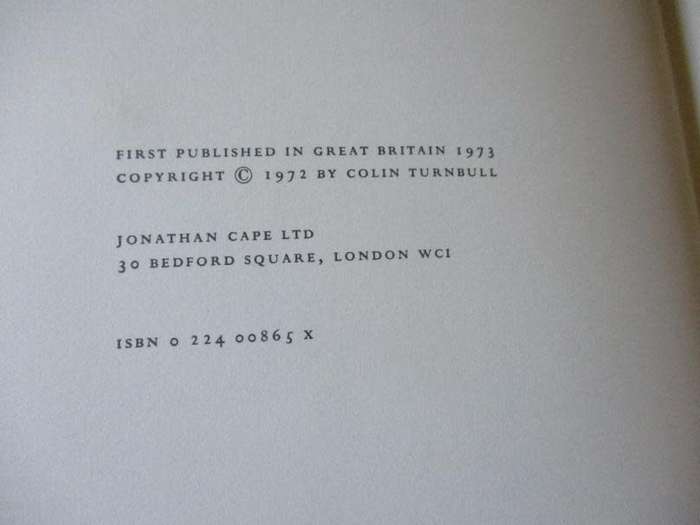 FIRST PUBLISHED IN GREAT BRITAIN 1973
COPYRIGHT © 1972 BY COLIN TURNBULL
JONATHAN CAPE LTD
30 BEDFORD SQUARE, LONDON WC1
ISBN 0 224 00865 X